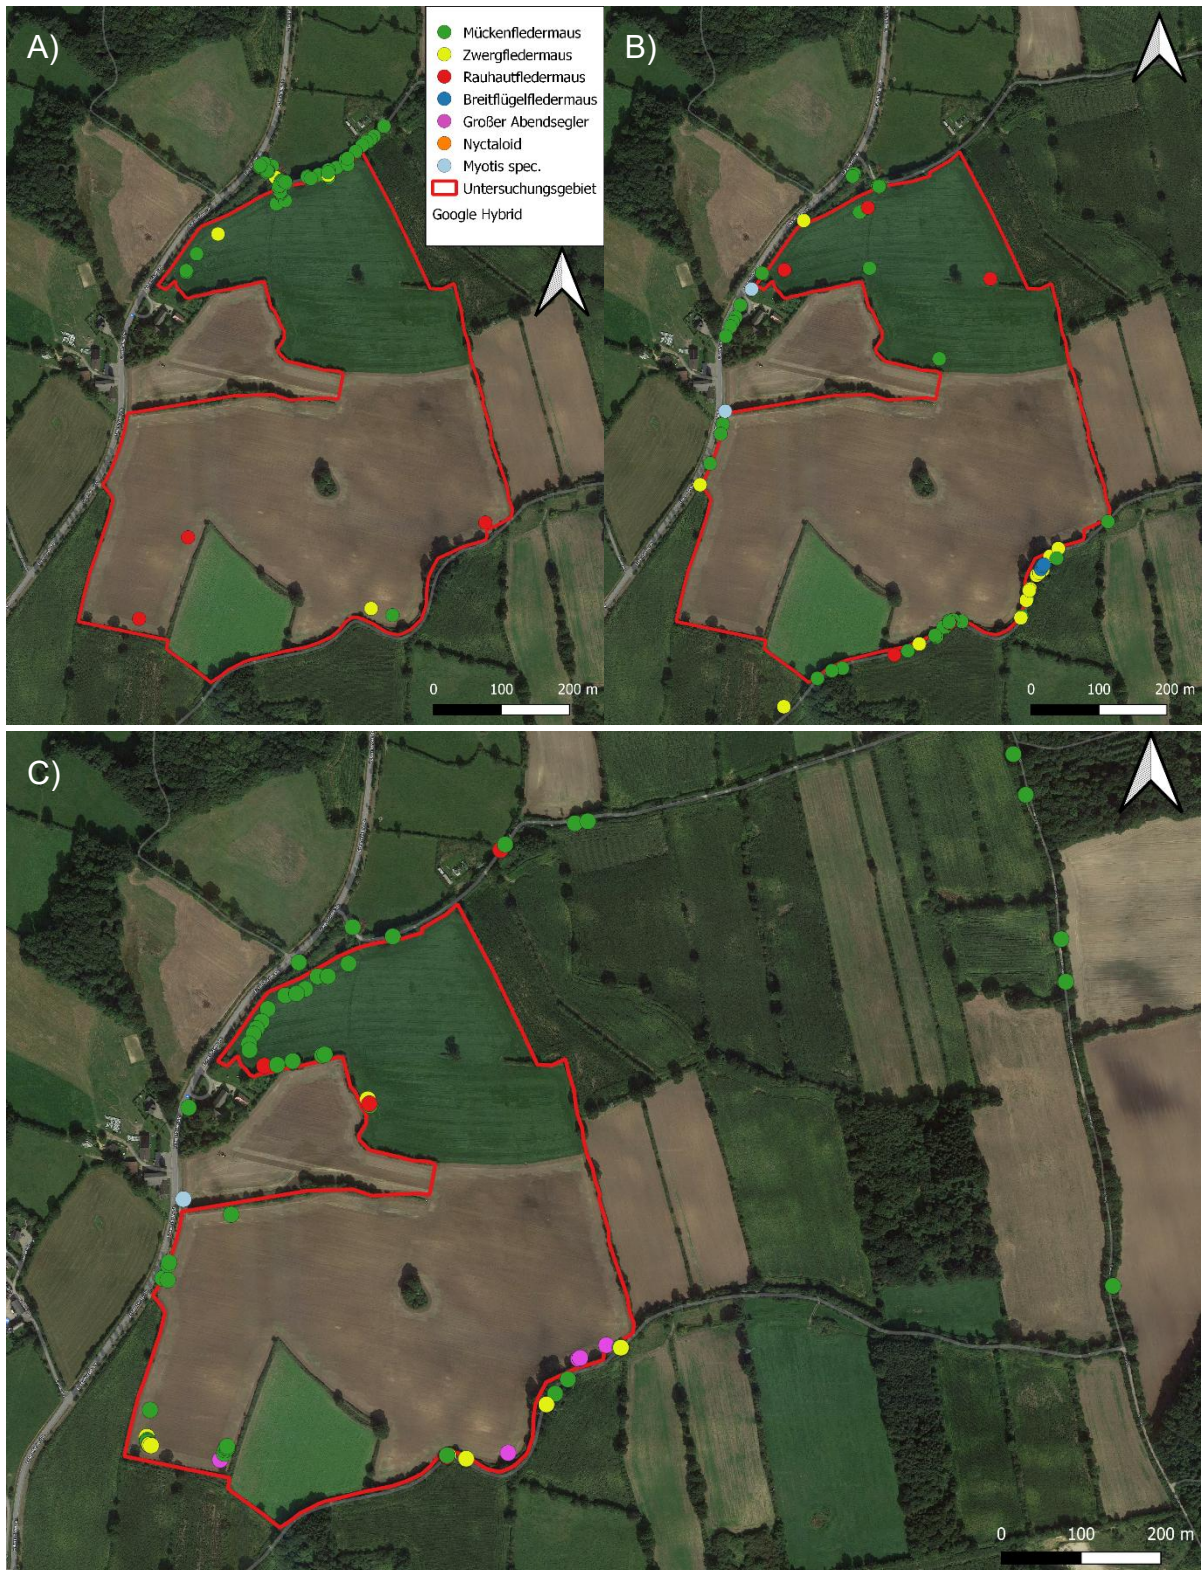 A)
Mückenfledermaus
Zwergfledermaus
Rauhautfledermaus
Breitflügelfledermaus
Großer Abendsegler
Nyctaloid
Myotis spec.
Untersuchungsgebiet
Google Hybrid
0 100 200 m
B)
0 100 200 m
C)
0 100 200 m